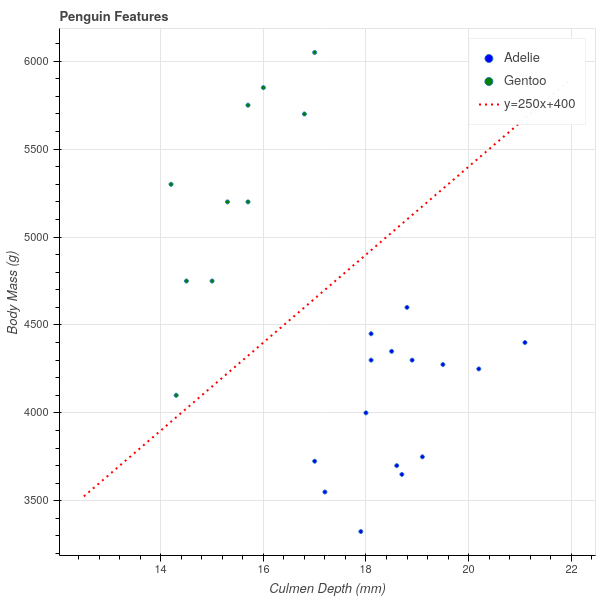 Penguin Features
Adelie
Gentoo
y=250x+400
6000
5500
5000
4500
4000
3500
Body Mass (g)
14 16 18 20 22
Culmen Depth (mm)